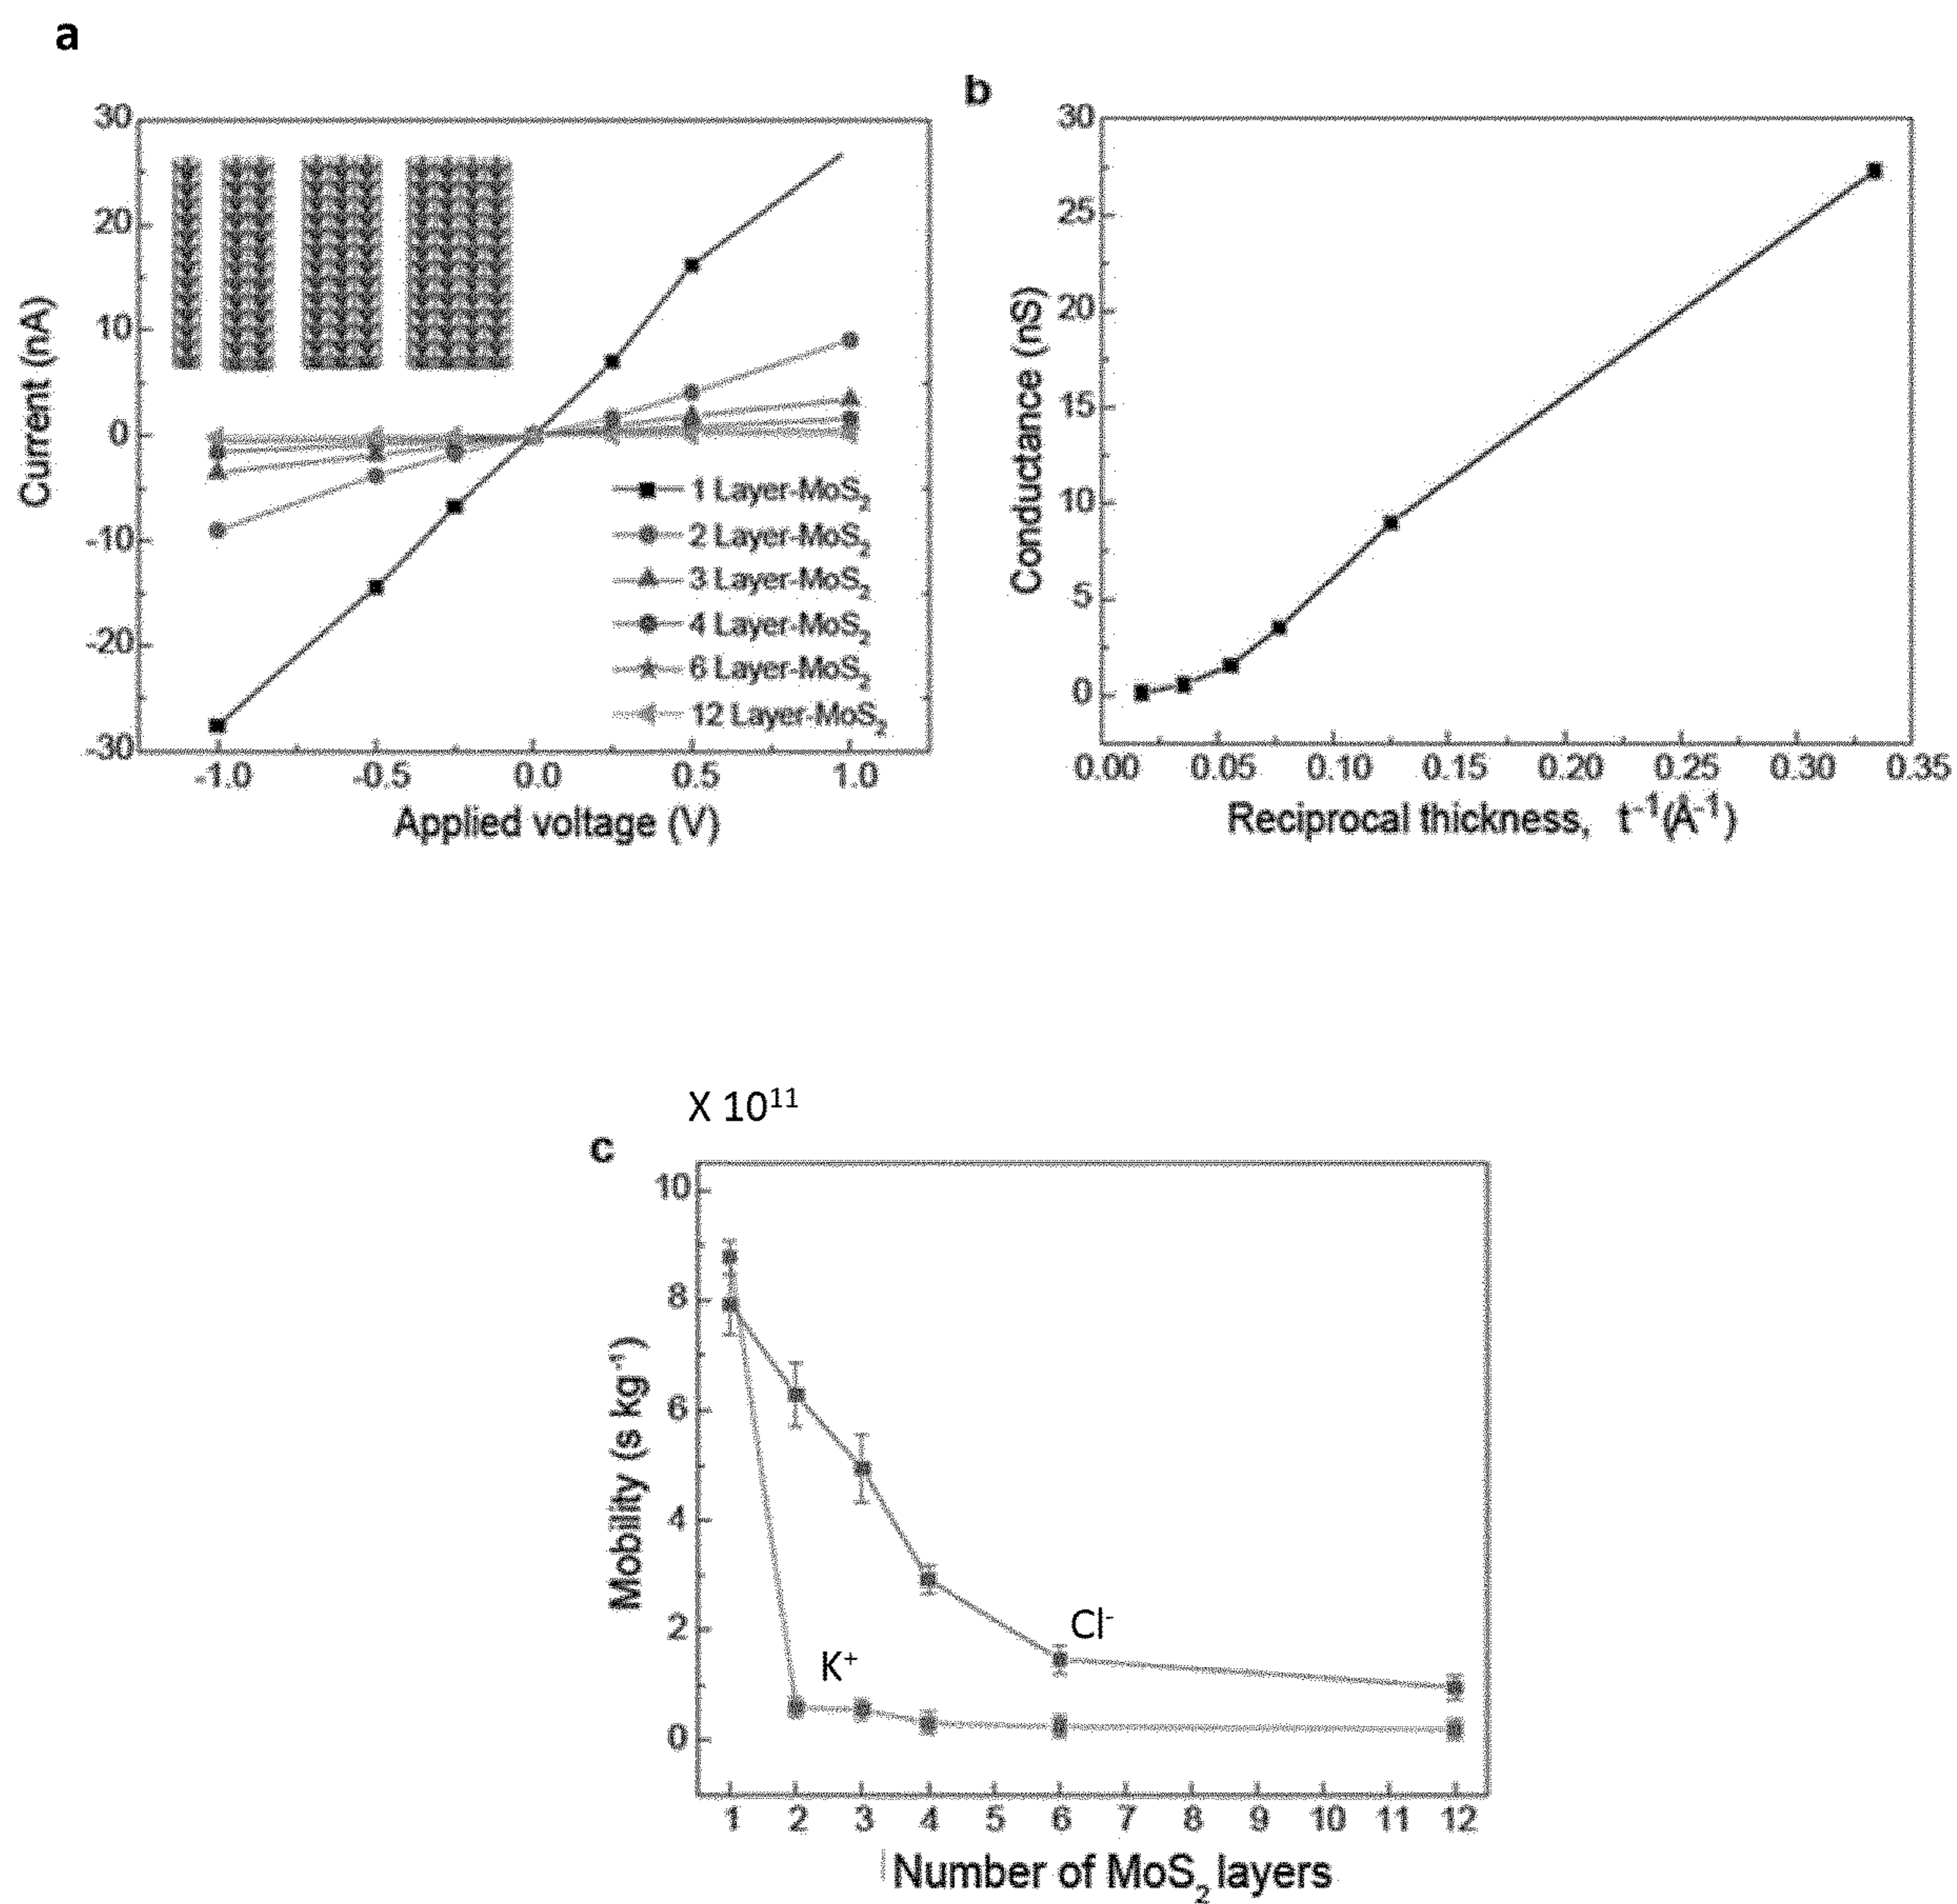 a
30
20
10
0
-10
-20
-30
Current (nA)
1 Layer-MoS₂
2 Layer-MoS₂
3 Layer-MoS₂
4 Layer-MoS₂
6 Layer-MoS₂
12 Layer-MoS₂
-1.0 -0.5 0.0 0.5 1.0
Applied voltage (V)
b
30
25
20
15
10
5
0
Conductance (nS)
0.00 0.05 0.10 0.15 0.20 0.25 0.30 0.35
Reciprocal thickness, t⁻¹(Å⁻¹)
X 10¹¹
c
10
8
6
4
2
0
Mobility (s kg⁻¹)
Cl⁻
K⁺
1 2 3 4 5 6 7 8 9 10 11 12
Number of MoS₂ layers